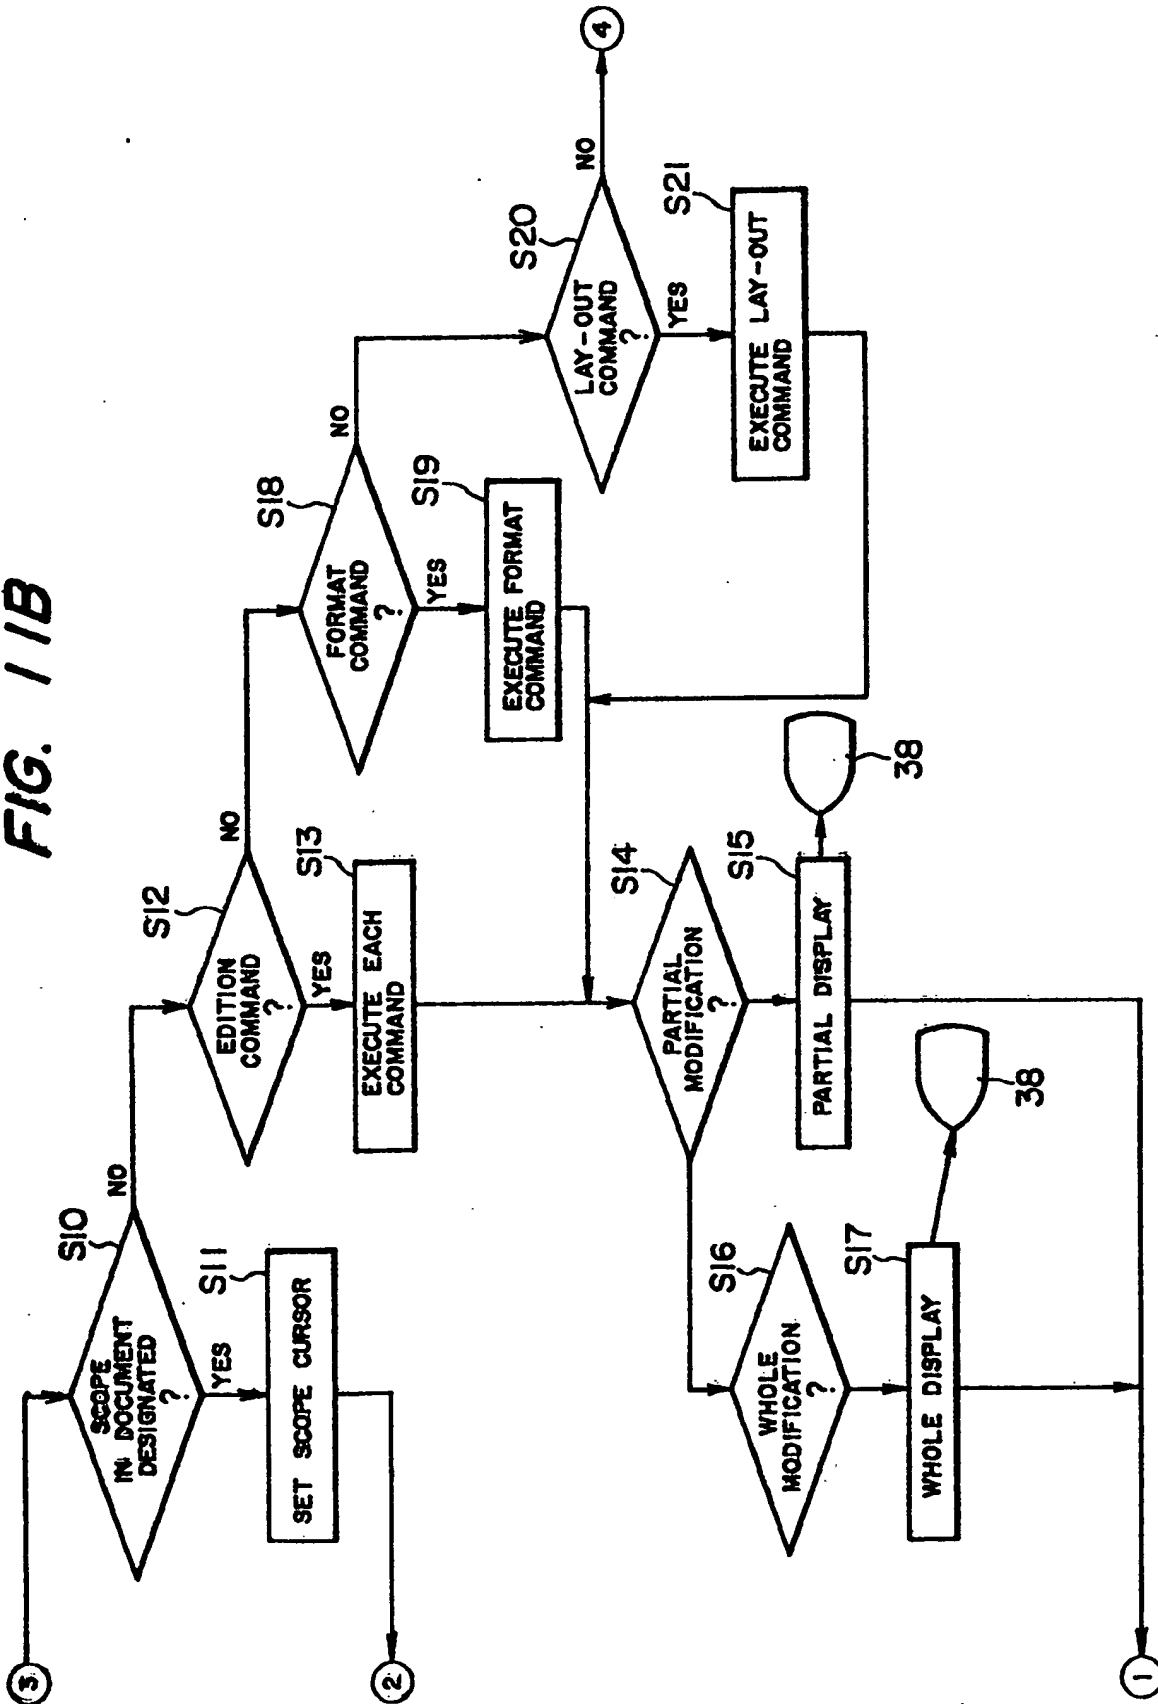 FIG. 11B
3
S10
SCOPE
IN DOCUMENT
DESIGNATED
?
NO
YES
S11
SET SCOPE CURSOR
2
S12
EDITION
COMMAND
?
NO
YES
S13
EXECUTE EACH
COMMAND
S18
FORMAT
COMMAND
?
NO
YES
S19
EXECUTE FORMAT
COMMAND
S20
LAY-OUT
COMMAND
?
NO
4
YES
S21
EXECUTE LAY-OUT
COMMAND
S14
PARTIAL
MODIFICATION
?
S15
PARTIAL DISPLAY
38
S16
WHOLE
MODIFICATION
?
S17
WHOLE DISPLAY
38
1